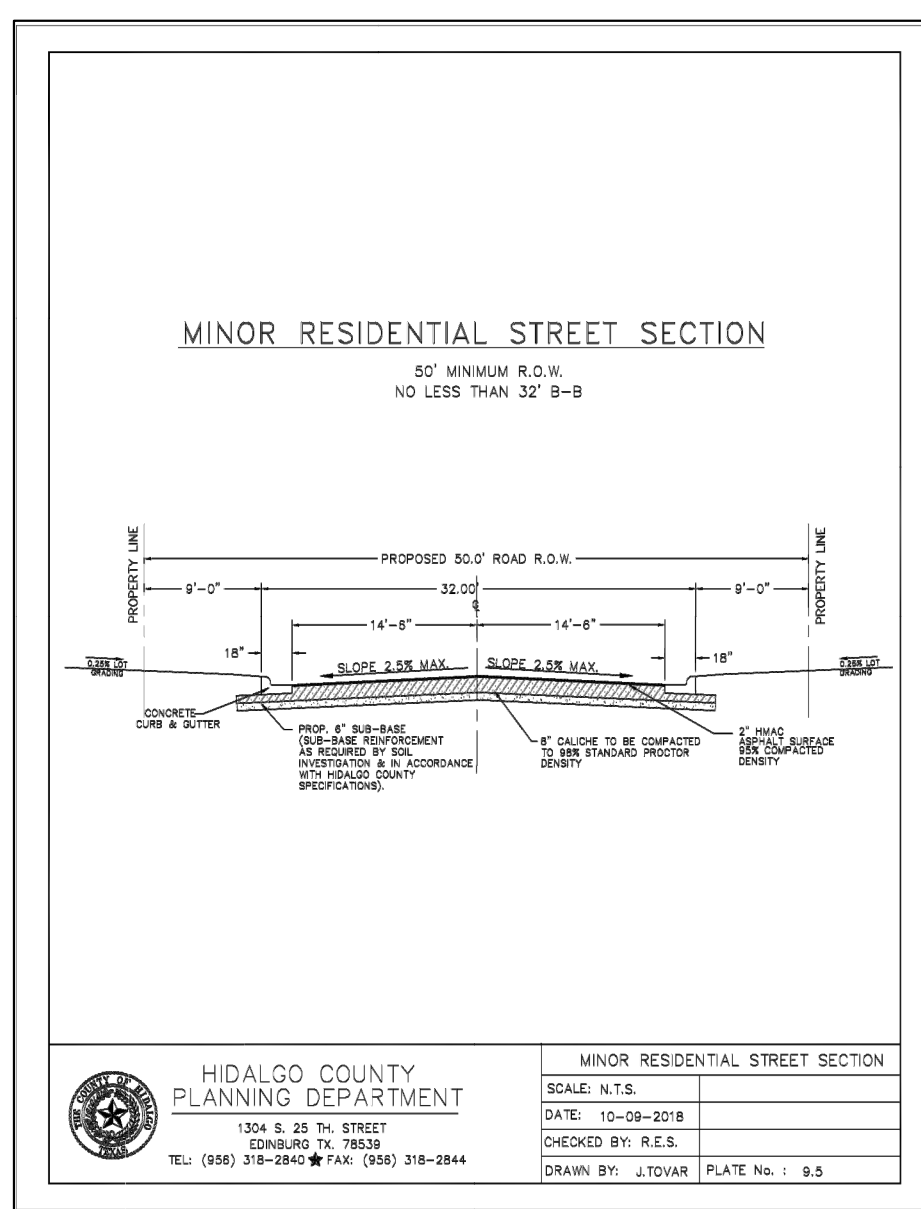 MINOR RESIDENTIAL STREET SECTION
50' MINIMUM R.O.W.
NO LESS THAN 32' B-B
PROPERTY LINE
PROPERTY LINE
PROPOSED 50.0' ROAD R.O.W.
9'-0"
32.00'
9'-0"
℄
14'-6"
14'-6"
18"
18"
SLOPE 2.5% MAX.
SLOPE 2.5% MAX.
0.25% LOT
GRADING
0.25% LOT
GRADING
CONCRETE
CURB & GUTTER
PROP. 6" SUB-BASE
(SUB-BASE REINFORCEMENT
AS REQUIRED BY SOIL
INVESTIGATION & IN ACCORDANCE
WITH HIDALGO COUNTY
SPECIFICATIONS).
CALICHE TO BE COMPACTED
TO 98% STANDARD PROCTOR
DENSITY
2" HMAC
ASPHALT SURFACE
95% COMPACTED
DENSITY
THE COUNTY OF HIDALGO
TEXAS
HIDALGO COUNTY
PLANNING DEPARTMENT
1304 S. 25 TH. STREET
EDINBURG TX. 78539
TEL: (956) 318-2840 ★ FAX: (956) 318-2844
MINOR RESIDENTIAL STREET SECTION
SCALE: N.T.S.
DATE: 10-09-2018
CHECKED BY: R.E.S.
DRAWN BY: J.TOVAR
PLATE No. : 9.5